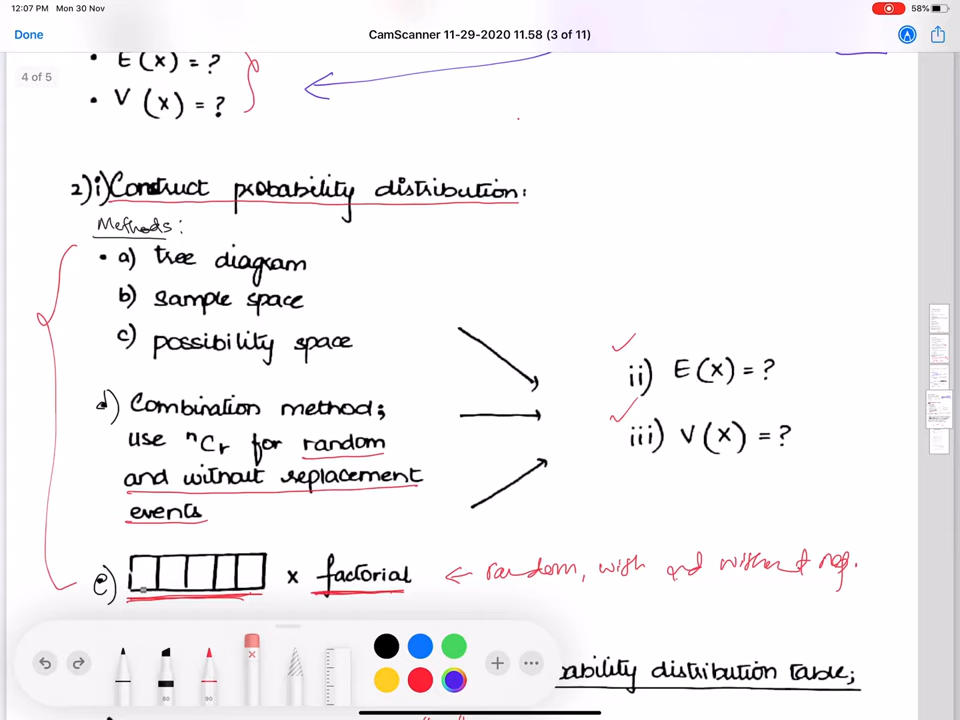 12:07 PM Mon 30 Nov
58%
Done
CamScanner 11-29-2020 11.58 (3 of 11)
4 of 5
• E(x) = ?
• V(x) = ?
2)i)Construct probability distribution:
Methods:
• a) tree diagram
b) sample space
c) possibility space
ii) E(x) = ?
d) Combination method;
iii) V(x) = ?
use nCr for random
and without replacement
events
e) x factorial ← random, with and without rep.
ability distribution table;
80
90